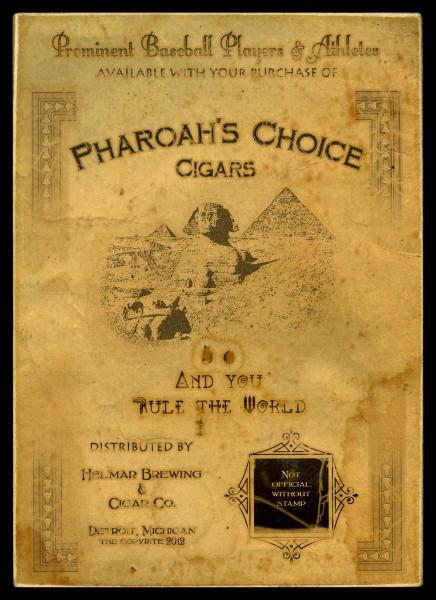 Prominent Baseball Players & Athletes
AVAILABLE WITH YOUR PURCHASE OF
PHAROAH'S CHOICE
CIGARS
AND YOU
RULE THE WORLD
DISTRIBUTED BY
HELMAR BREWING
&
CIGAR CO.
DETROIT, MICHIGAN
THE COPYRITE 2012
NOT
OFFICIAL
WITHOUT
STAMP